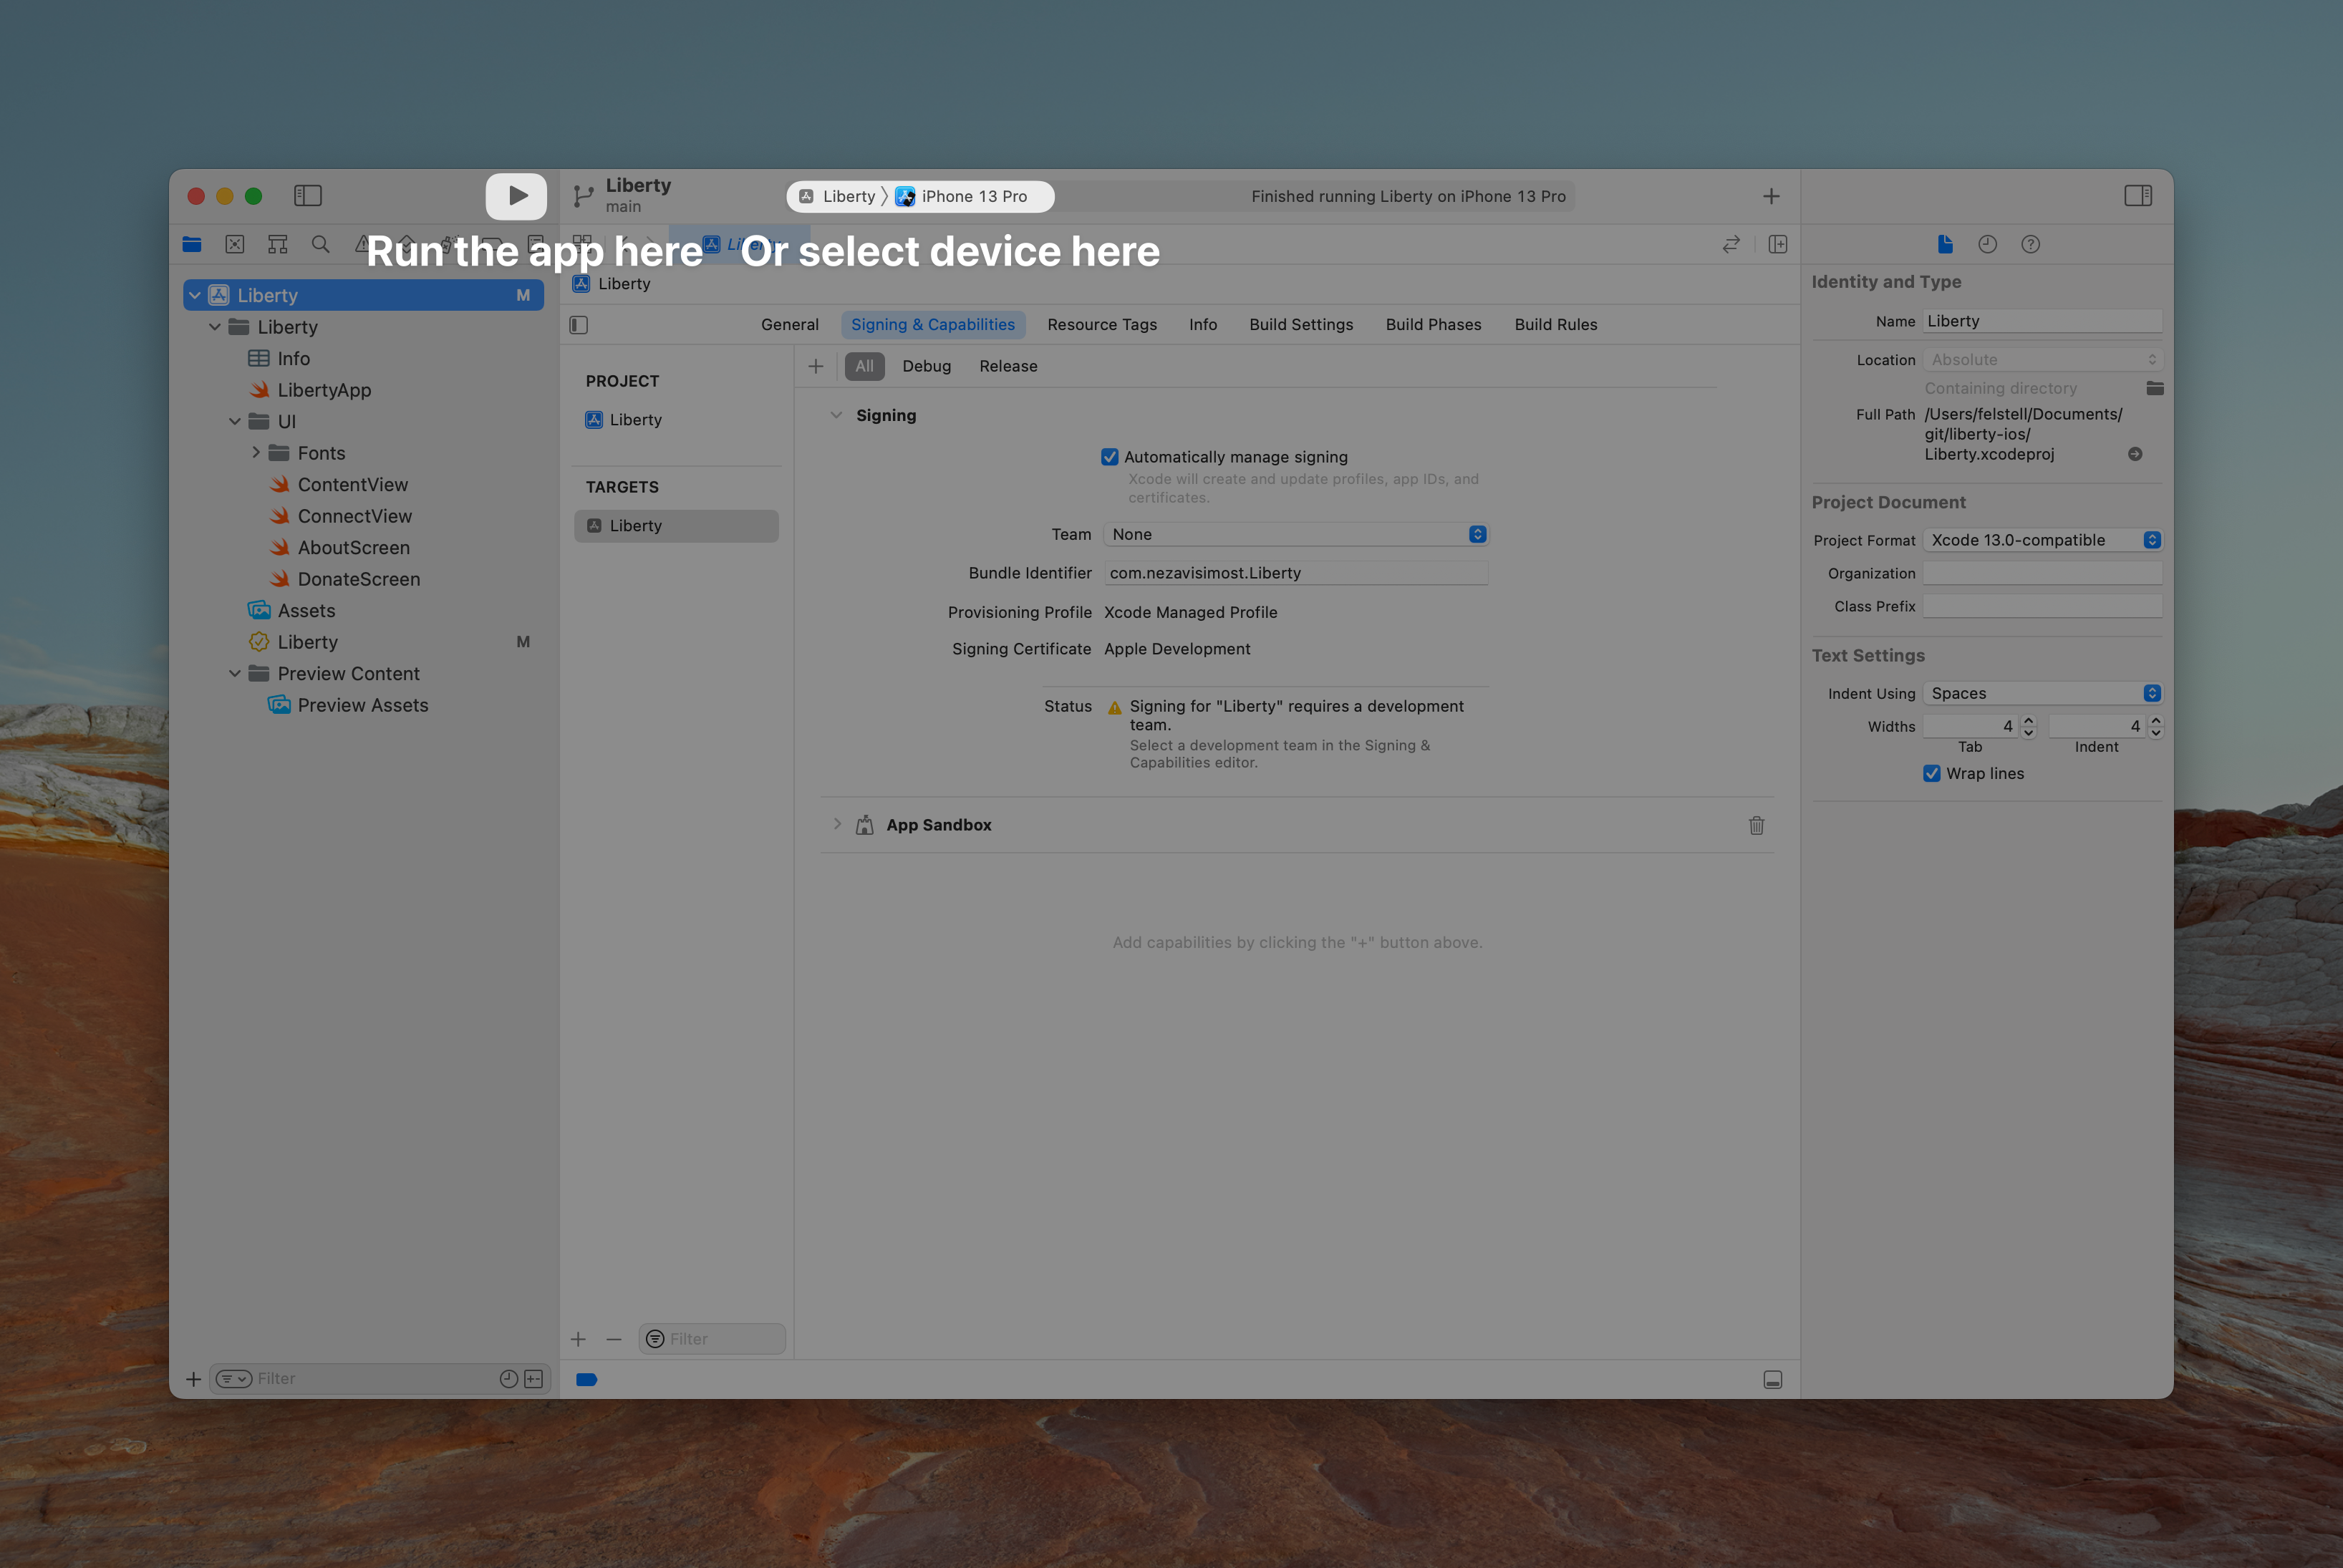 Liberty
main
Liberty
iPhone 13 Pro
Finished running Liberty on iPhone 13 Pro
Run the app here
Or select device here
Liberty M
Liberty
Info
LibertyApp
UI
Fonts
ContentView
ConnectView
AboutScreen
DonateScreen
Assets
Liberty M
Preview Content
Preview Assets
Filter
Liberty
General
Signing & Capabilities
Resource Tags
Info
Build Settings
Build Phases
Build Rules
PROJECT
Liberty
TARGETS
Liberty
Filter
All
Debug
Release
Signing
Automatically manage signing
Xcode will create and update profiles, app IDs, and
certificates.
Team None
Bundle Identifier com.nezavisimost.Liberty
Provisioning Profile Xcode Managed Profile
Signing Certificate Apple Development
Status Signing for "Liberty" requires a development
team.
Select a development team in the Signing &
Capabilities editor.
App Sandbox
Add capabilities by clicking the "+" button above.
Identity and Type
Name Liberty
Location Absolute
Containing directory
Full Path /Users/felstell/Documents/
git/liberty-ios/
Liberty.xcodeproj
Project Document
Project Format Xcode 13.0-compatible
Organization
Class Prefix
Text Settings
Indent Using Spaces
Widths 4 4
Tab Indent
Wrap lines